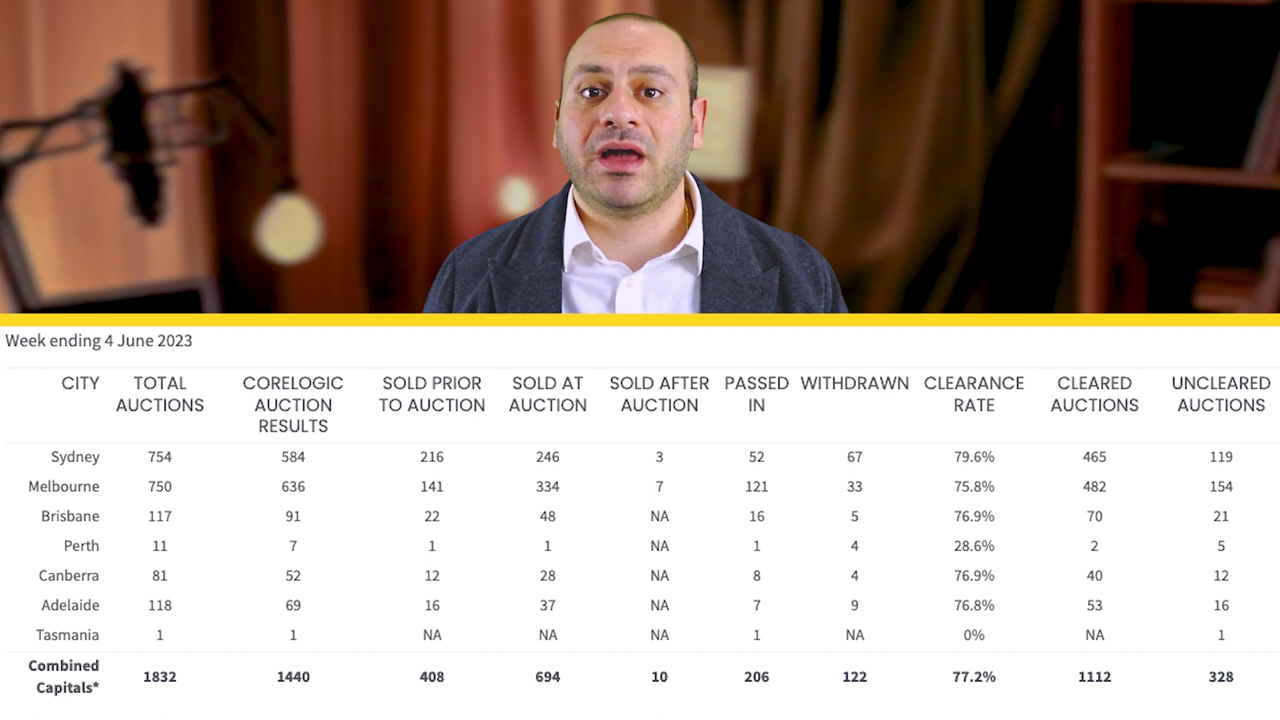 Week ending 4 June 2023
CITY TOTAL AUCTIONS CORELOGIC AUCTION RESULTS SOLD PRIOR TO AUCTION SOLD AT AUCTION SOLD AFTER AUCTION PASSED IN WITHDRAWN CLEARANCE RATE CLEARED AUCTIONS UNCLEARED AUCTIONS
Sydney 754 584 216 246 3 52 67 79.6% 465 119
Melbourne 750 636 141 334 7 121 33 75.8% 482 154
Brisbane 117 91 22 48 NA 16 5 76.9% 70 21
Perth 11 7 1 1 NA 1 4 28.6% 2 5
Canberra 81 52 12 28 NA 8 4 76.9% 40 12
Adelaide 118 69 16 37 NA 7 9 76.8% 53 16
Tasmania 1 1 NA NA NA 1 NA 0% NA 1
Combined Capitals* 1832 1440 408 694 10 206 122 77.2% 1112 328